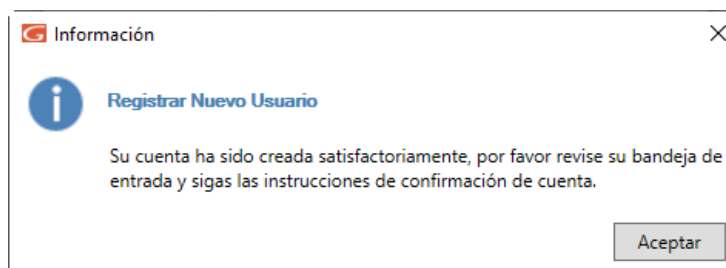 Información
Registrar Nuevo Usuario
Su cuenta ha sido creada satisfactoriamente, por favor revise su bandeja de
entrada y sigas las instrucciones de confirmación de cuenta.
Aceptar